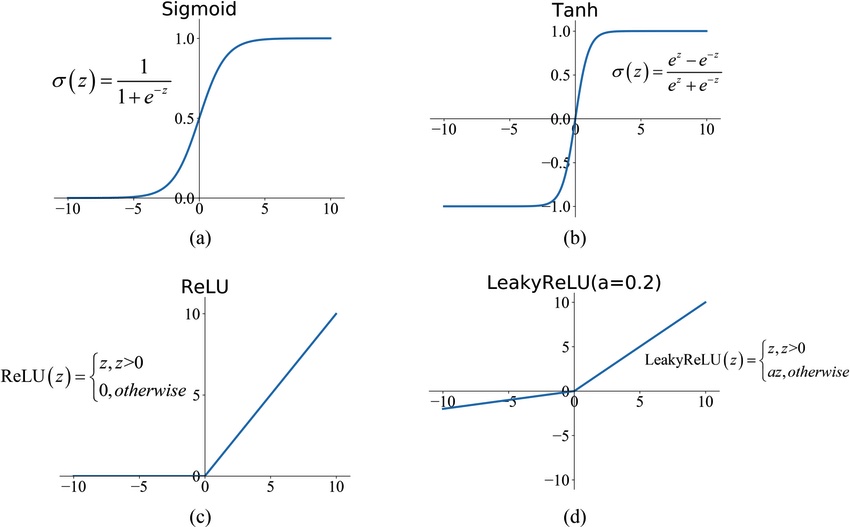 Sigmoid
1.0
σ(z) = 1 / (1 + e^{-z})
0.5
0.0
−10 −5 0 5 10
(a)
Tanh
1.0
σ(z) = (e^z − e^{-z}) / (e^z + e^{-z})
0.5
0.0
−10 −5 0 5 10
−0.5
−1.0
(b)
ReLU
10
ReLU(z) = { z, z>0
0, otherwise
5
0
−10 −5 0 5 10
(c)
LeakyReLU(a=0.2)
10
5
LeakyReLU(z) = { z, z>0
az, otherwise
0
−10 −5 0 5 10
−5
−10
(d)